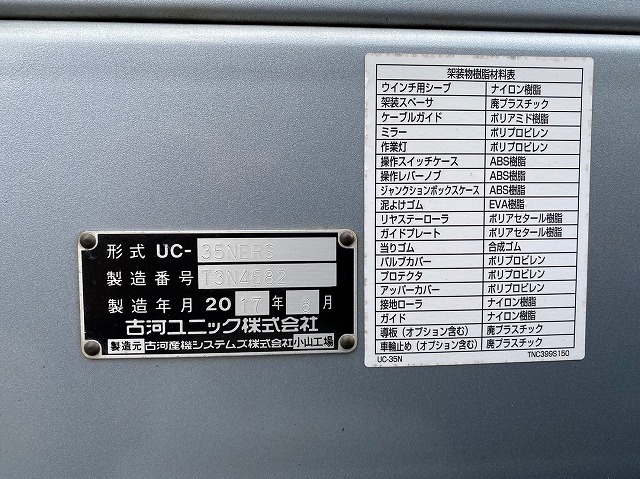 形式 UC-35NEPS
製造番号 T3N4682
製造年月 2017年8月
古河ユニック株式会社
製造元 古河産機システムズ株式会社 小山工場
架装物樹脂材料表
ウインチ用シーブ ナイロン樹脂
架装スペーサ 廃プラスチック
ケーブルガイド ポリアミド樹脂
ミラー ポリプロピレン
作業灯 ポリプロピレン
操作スイッチケース ABS樹脂
操作レバーノブ ABS樹脂
ジャンクションボックスケース ABS樹脂
泥よけゴム EVA樹脂
リヤステーローラ ポリアセタール樹脂
ガイドプレート ポリアセタール樹脂
当りゴム 合成ゴム
バルブカバー ポリプロピレン
プロテクタ ポリプロピレン
アッパーカバー ポリプロピレン
接地ローラ ナイロン樹脂
ガイド ナイロン樹脂
導板(オプション含む) 廃プラスチック
車輪止め(オプション含む) 廃プラスチック
UC-35N TNC399S150